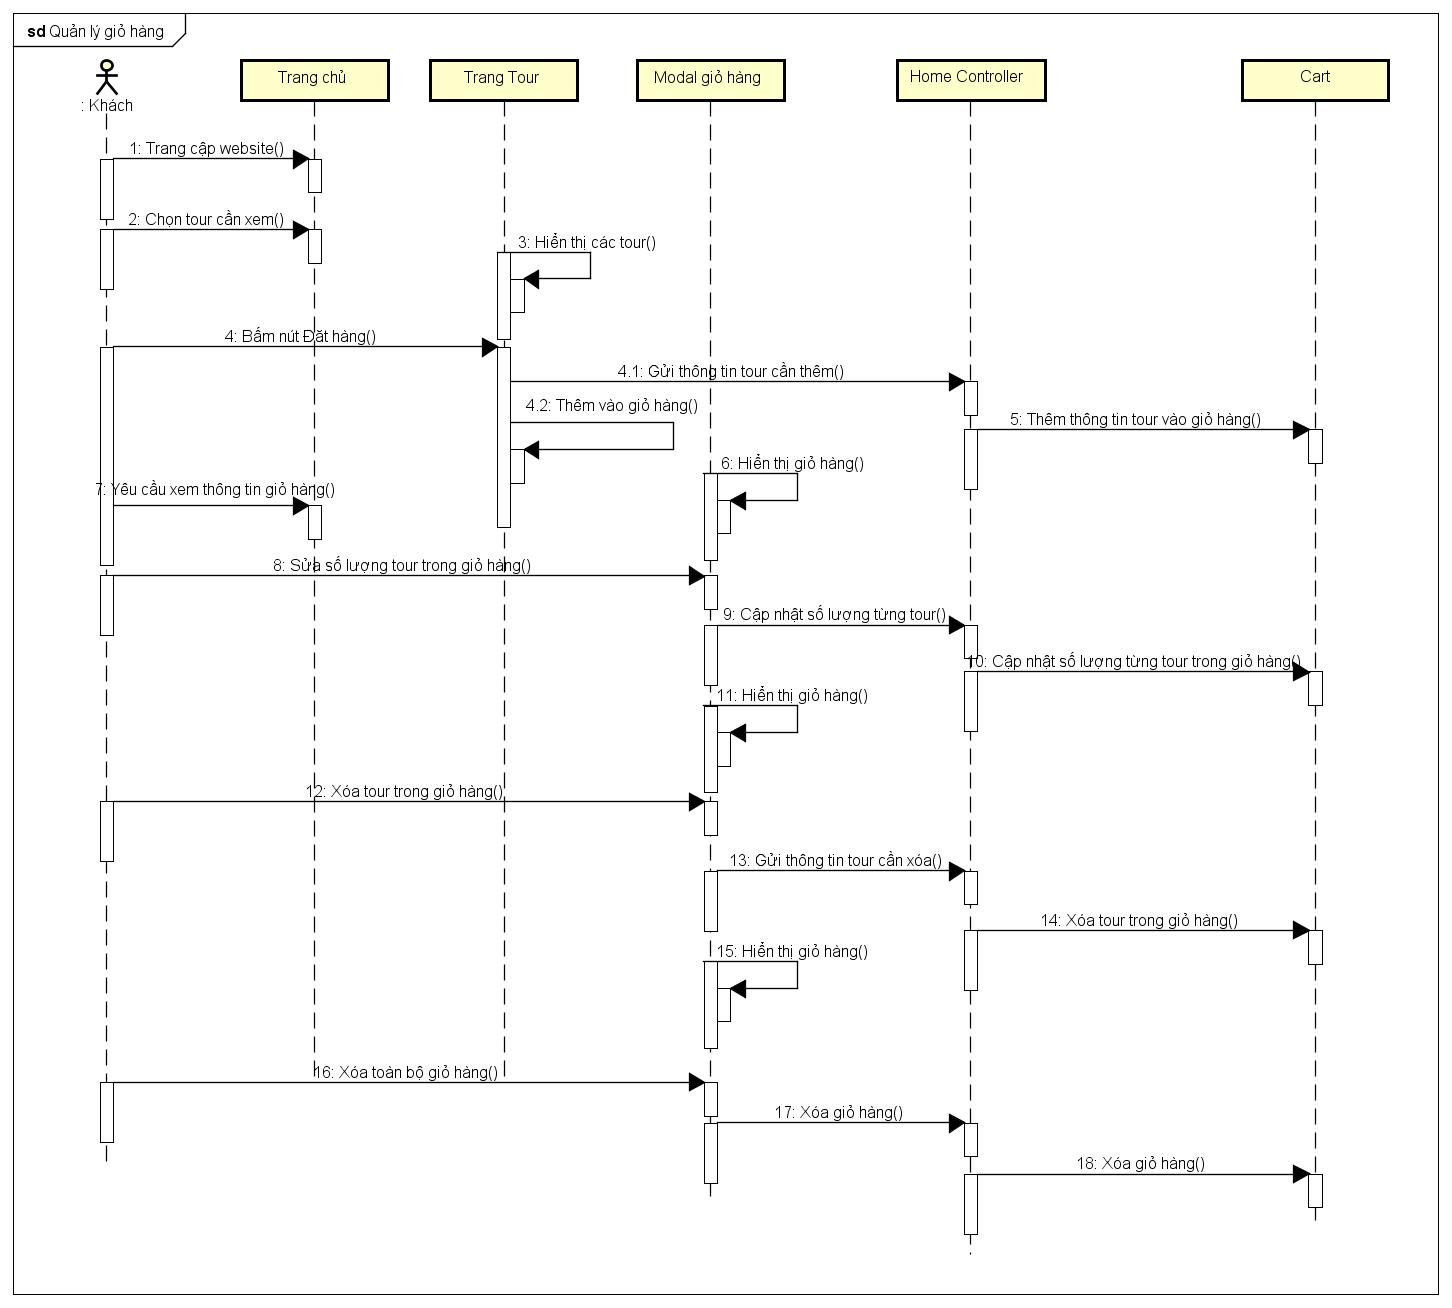 sd Quản lý giỏ hàng
: Khách
Trang chủ
Trang Tour
Modal giỏ hàng
Home Controller
Cart
1: Trang cập website()
2: Chọn tour cần xem()
3: Hiển thị các tour()
4: Bấm nút Đăt hàng()
4.1: Gửi thông tin tour cần thêm()
4.2: Thêm vào giỏ hàng()
5: Thêm thông tin tour vào giỏ hàng()
6: Hiển thị giỏ hàng()
7: Yêu cầu xem thông tin giỏ hàng()
8: Sửa số lượng tour trong giỏ hàng()
9: Cập nhật số lượng từng tour()
10: Cập nhật số lượng từng tour trong giỏ hàng()
11: Hiển thị giỏ hàng()
12: Xóa tour trong giỏ hàng()
13: Gửi thông tin tour cần xóa()
14: Xóa tour trong giỏ hàng()
15: Hiển thị giỏ hàng()
16: Xóa toàn bộ giỏ hàng()
17: Xóa giỏ hàng()
18: Xóa giỏ hàng()